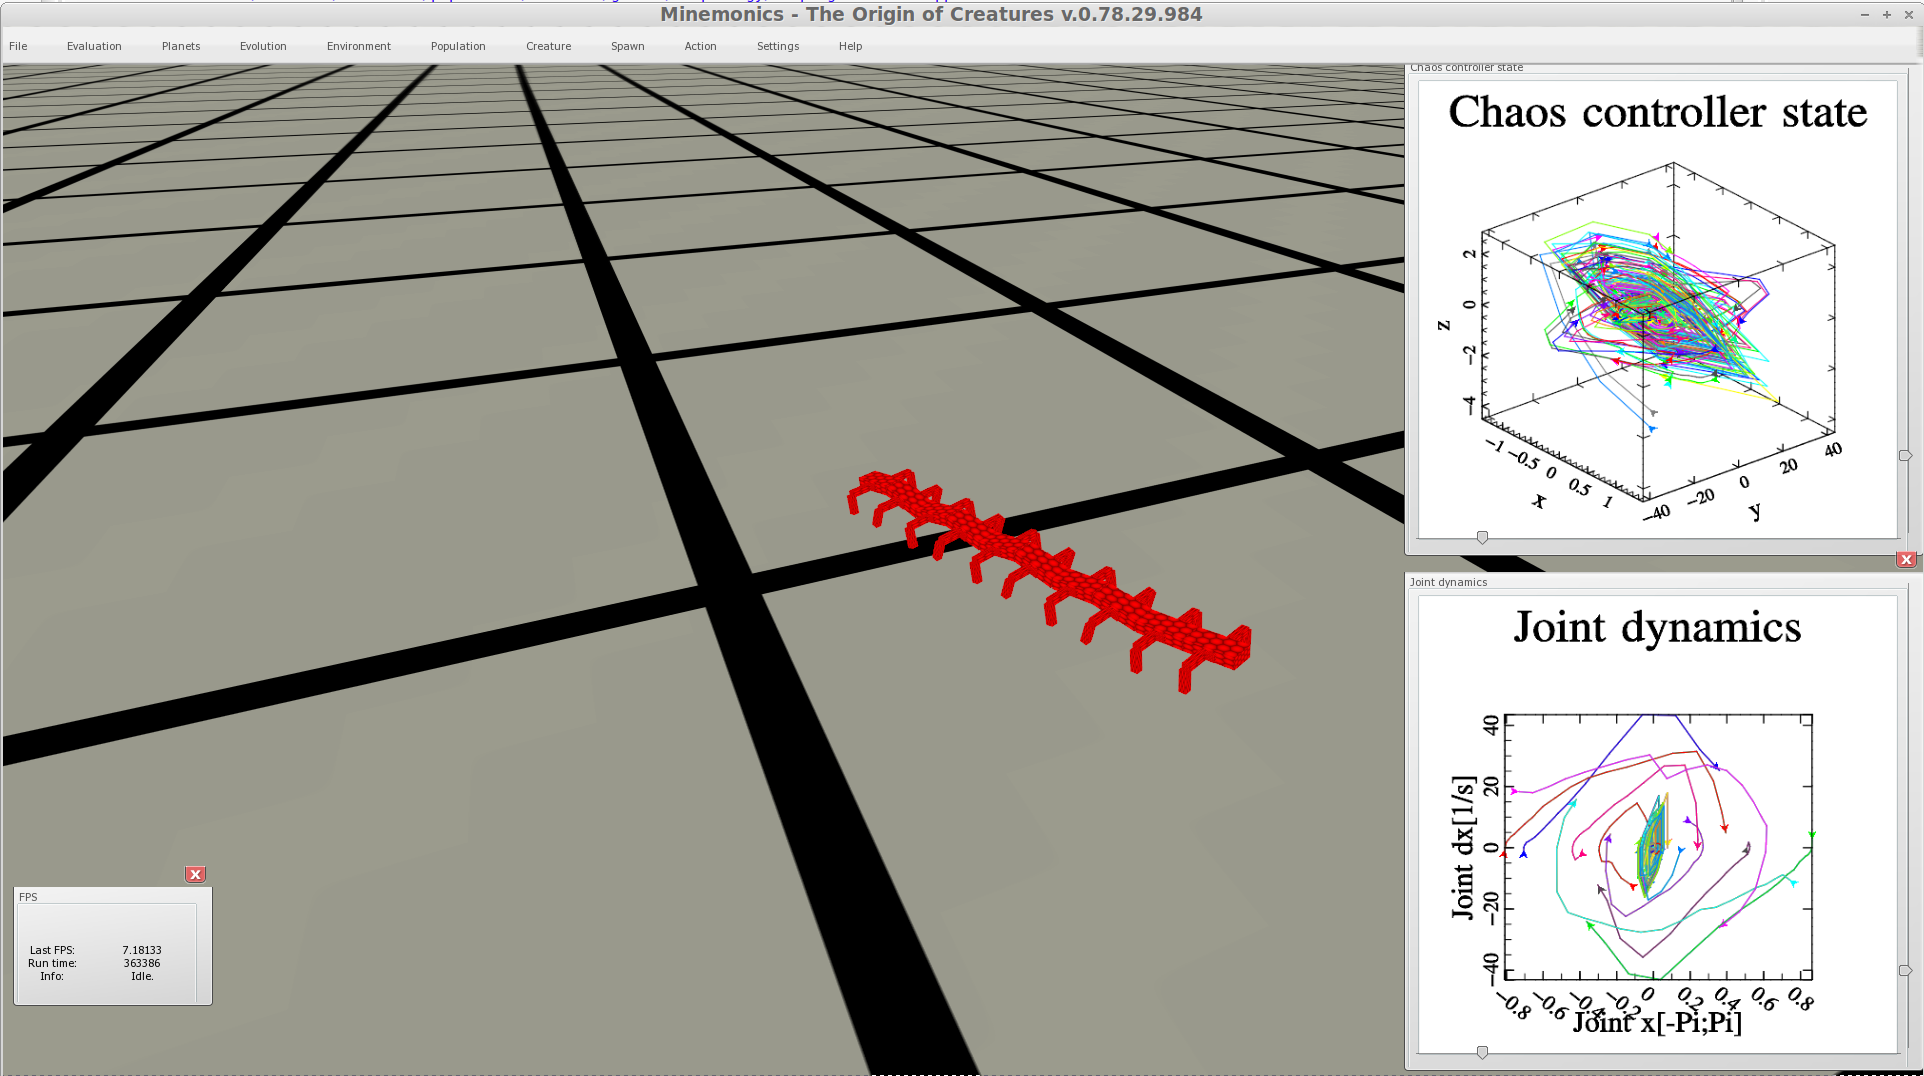 Minemonics - The Origin of Creatures v.0.78.29.984
File Evaluation Planets Evolution Environment Population Creature Spawn Action Settings Help
Chaos controller state
Chaos controller state
2
0
−2
−4
z
−1 −0.5 0 0.5 1
x
−40 −20 0 20 40
y
Joint dynamics
Joint dynamics
40
20
0
−20
−40
Joint dx[1/s]
−0.8 −0.6 −0.4 −0.2 0 0.2 0.4 0.6 0.8
Joint x[-Pi;Pi]
FPS
Last FPS: 7.18133
Run time: 363386
Info: Idle.